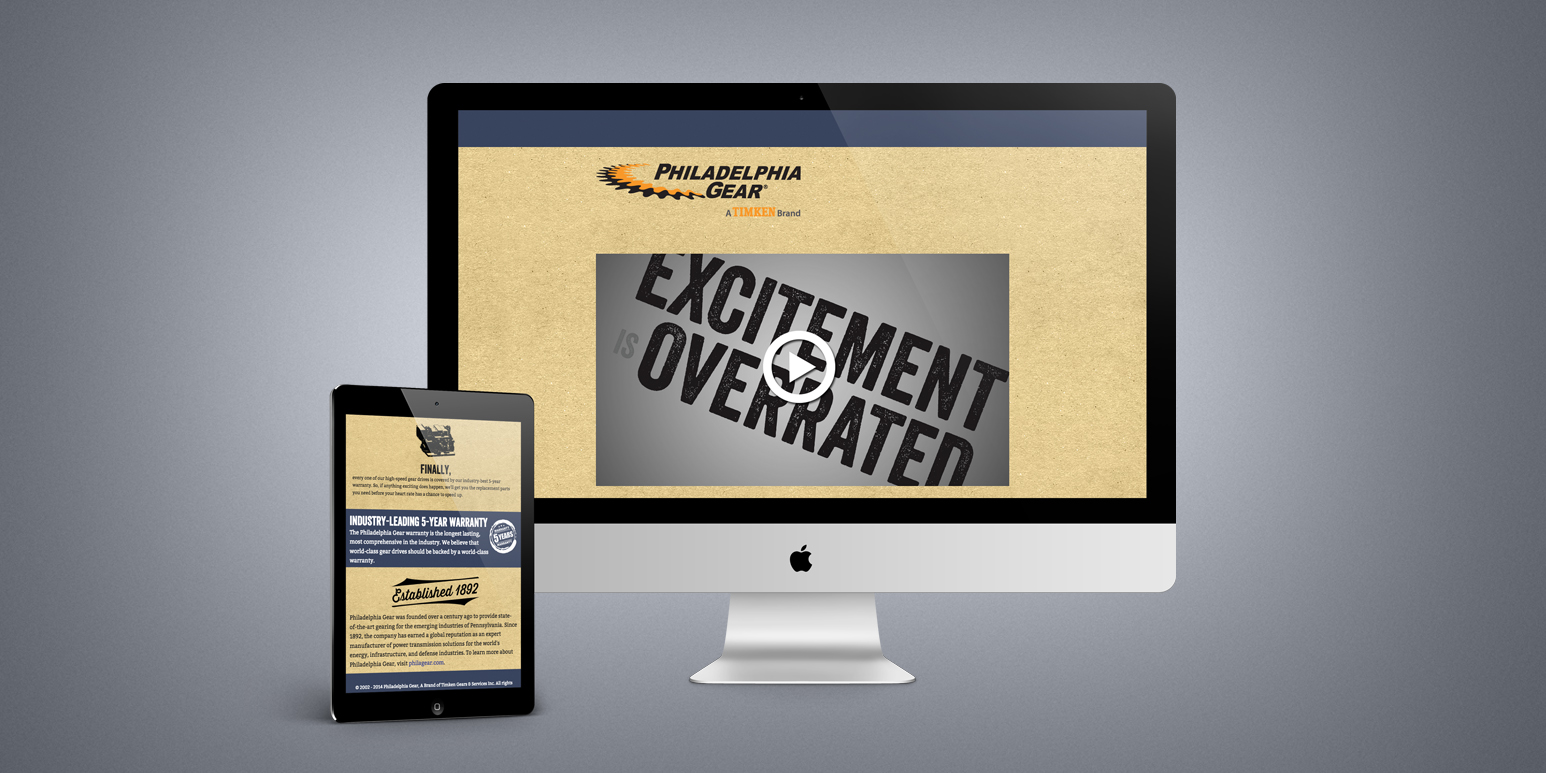 PHILADELPHIA
GEAR®
A TIMKEN Brand
EXCITEMENT
IS OVERRATED
FINALLY,
every one of our high-speed gear drives is covered by our industry-best 5-year
warranty. So, if anything exciting does happen, we'll get you the replacement parts
you need before your heart rate has a chance to speed up.
INDUSTRY-LEADING 5-YEAR WARRANTY
The Philadelphia Gear warranty is the longest lasting,
most comprehensive in the industry. We believe that
world-class gear drives should be backed by a world-class
warranty.
WARRANTY
5 YEARS
WARRANTY
Established 1892
Philadelphia Gear was founded over a century ago to provide state-
of-the-art gearing for the emerging industries of Pennsylvania. Since
1892, the company has earned a global reputation as an expert
manufacturer of power transmission solutions for the world's
energy, infrastructure, and defense industries. To learn more about
Philadelphia Gear, visit philagear.com.
© 2002 - 2014 Philadelphia Gear, A Brand of Timken Gears & Services Inc. All rights